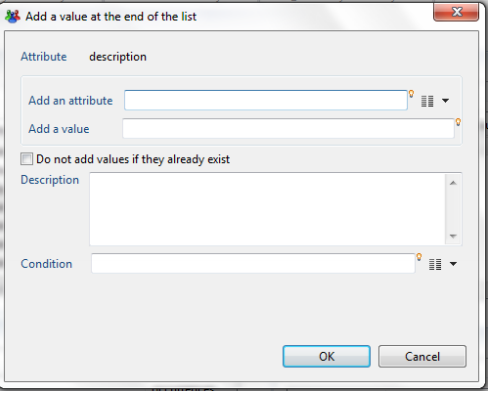 Add a value at the end of the list
Attribute description
Add an attribute
Add a value
Do not add values if they already exist
Description
Condition
OK Cancel